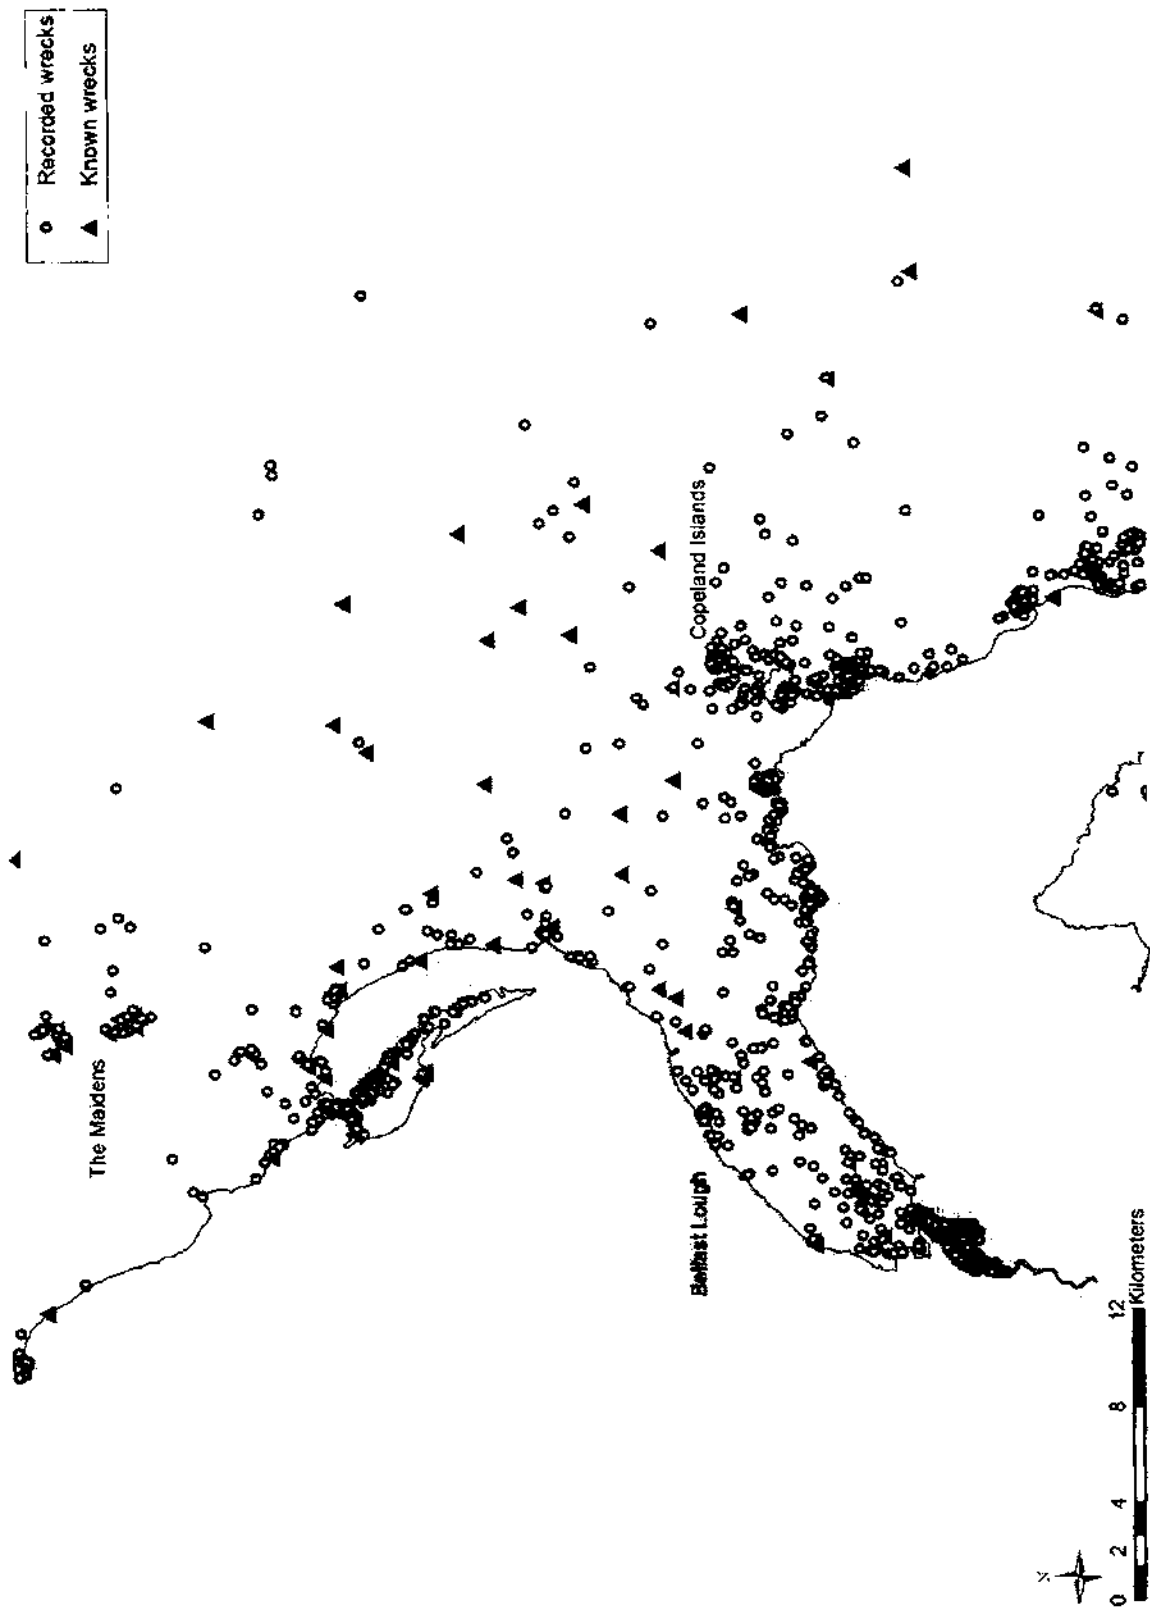 Recorded wrecks
Known wrecks
The Maidens
Copeland Islands
Belfast Lough
0 2 4 8 12
Kilometers
N